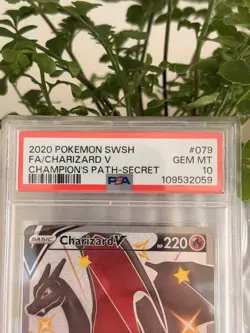 2020 POKEMON SWSH #079
FA/CHARIZARD V GEM MT
CHAMPION'S PATH-SECRET 10
PSA 109532059
BASIC Charizard V HP 220